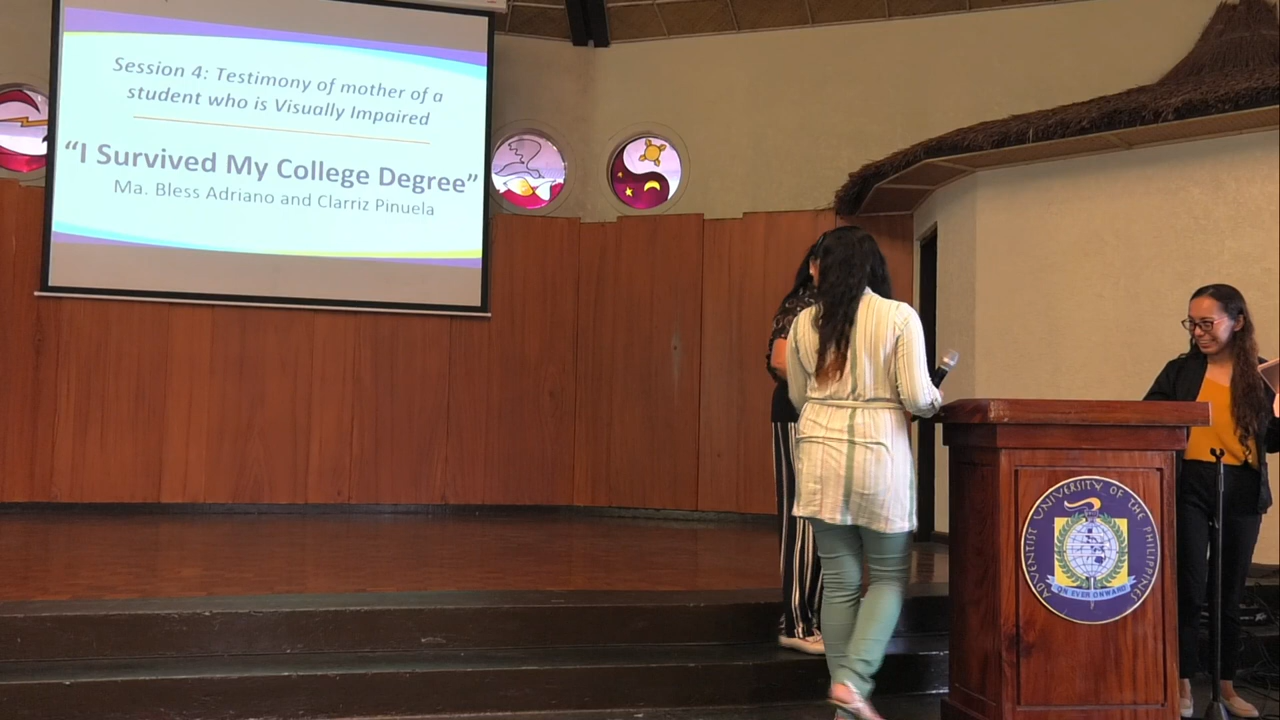 Session 4: Testimony of mother of a
student who is Visually Impaired
“I Survived My College Degree”
Ma. Bless Adriano and Clarriz Pinuela
ADVENTIST UNIVERSITY OF THE PHILIPPINES
ON EVER ONWARD